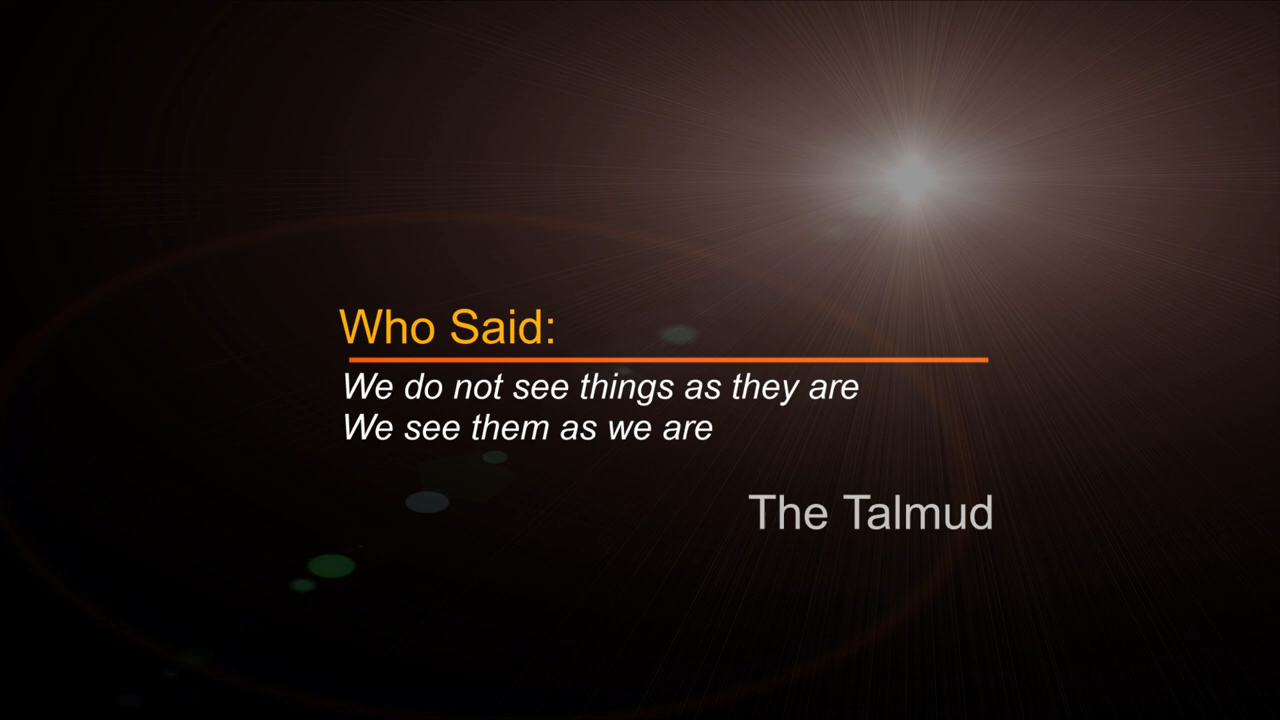 Who Said:
We do not see things as they are
We see them as we are
The Talmud